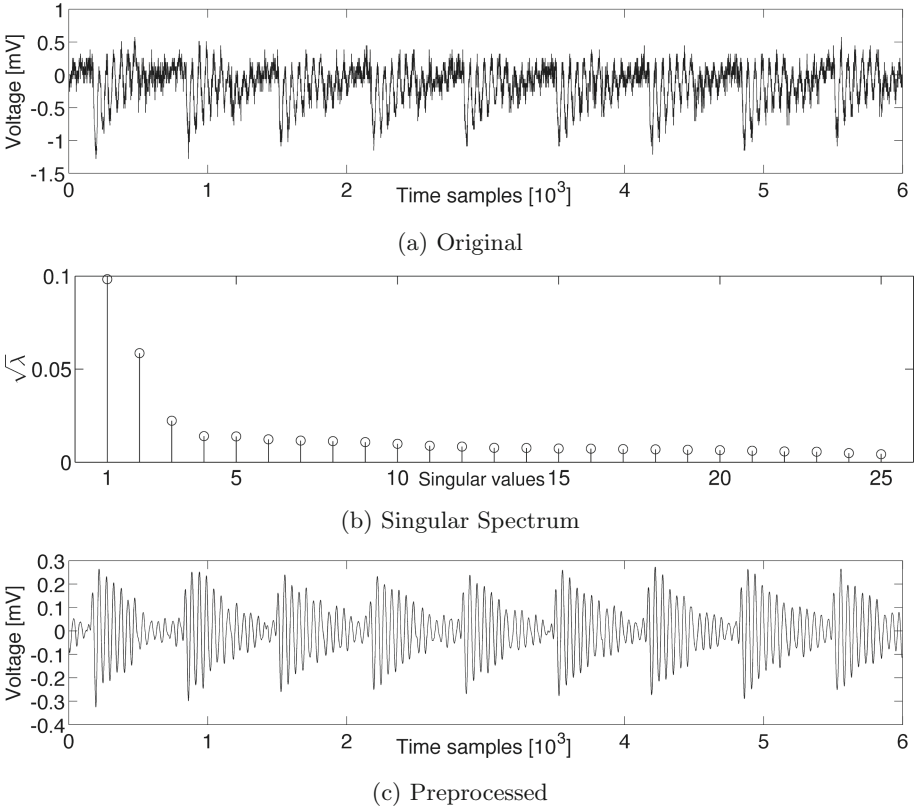 1
0.5
0
-0.5
-1
-1.5
Voltage [mV]
0 1 2 4 5 6
Time samples [10³]
(a) Original
0.1
0.05
0
√λ
1 5 10 Singular values 15 20 25
(b) Singular Spectrum
0.3
0.2
0.1
0
-0.1
-0.2
-0.3
-0.4
Voltage [mV]
0 1 2 4 5 6
Time samples [10³]
(c) Preprocessed